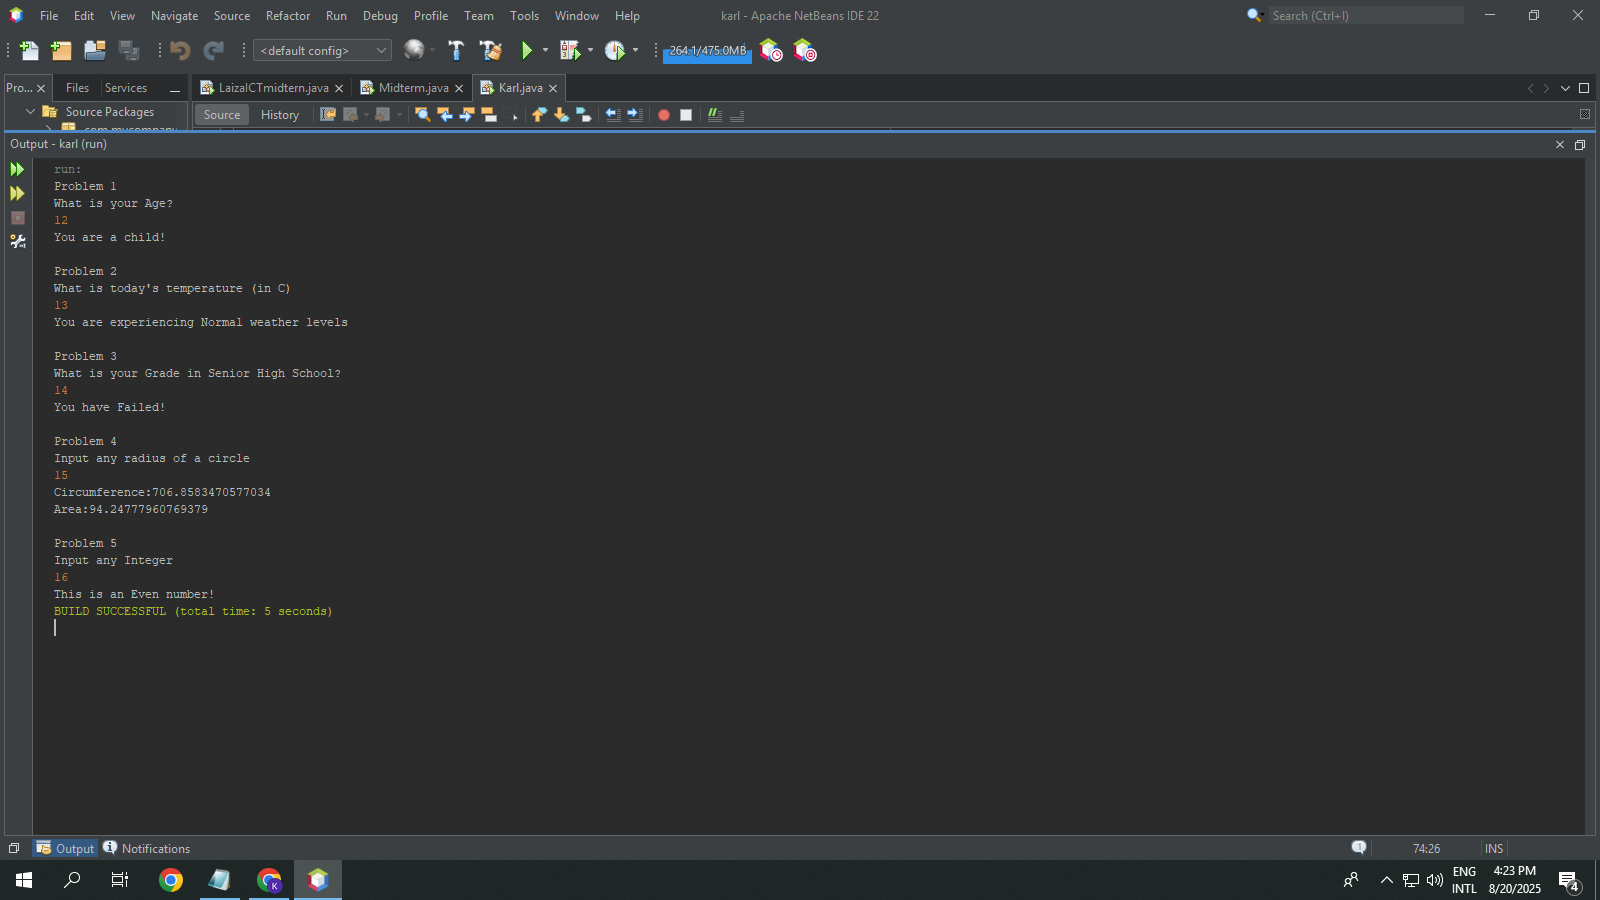 File Edit View Navigate Source Refactor Run Debug Profile Team Tools Window Help karl - Apache NetBeans IDE 22 Search (Ctrl+I)
<default config> 264.1/475.0MB
Pro... Files Services LaizaICTmidtern.java Midterm.java Karl.java
Source Packages Source History
com.mycompany
Output - karl (run)
run:
Problem 1
What is your Age?
12
You are a child!
Problem 2
What is today's temperature (in C)
13
You are experiencing Normal weather levels
Problem 3
What is your Grade in Senior High School?
14
You have Failed!
Problem 4
Input any radius of a circle
15
Circumference:706.8583470577034
Area:94.24777960769379
Problem 5
Input any Integer
16
This is an Even number!
BUILD SUCCESSFUL (total time: 5 seconds)
Output Notifications 1 74:26 INS
ENG 4:23 PM
INTL 8/20/2025 4
K